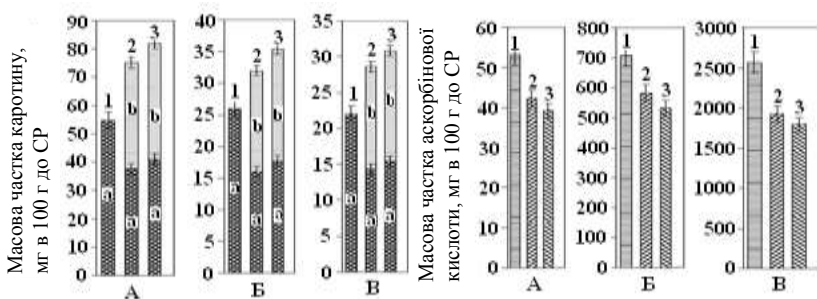 Масова частка каротину,
мг в 100 г до СР
90
80
70
60
50
40
30
20
10
0
1
2
3
b
b
a
a
a
А
40
35
30
25
20
15
10
5
0
1
2
3
b
b
a
a
a
Б
35
30
25
20
15
10
5
0
1
2
3
b
b
a
a
a
В
Масова частка аскорбінової
кислоти, мг в 100 г до СР
60
50
40
30
20
10
0
1
2
3
А
800
700
600
500
400
300
200
100
0
1
2
3
Б
3000
2500
2000
1500
1000
500
0
1
2
3
В